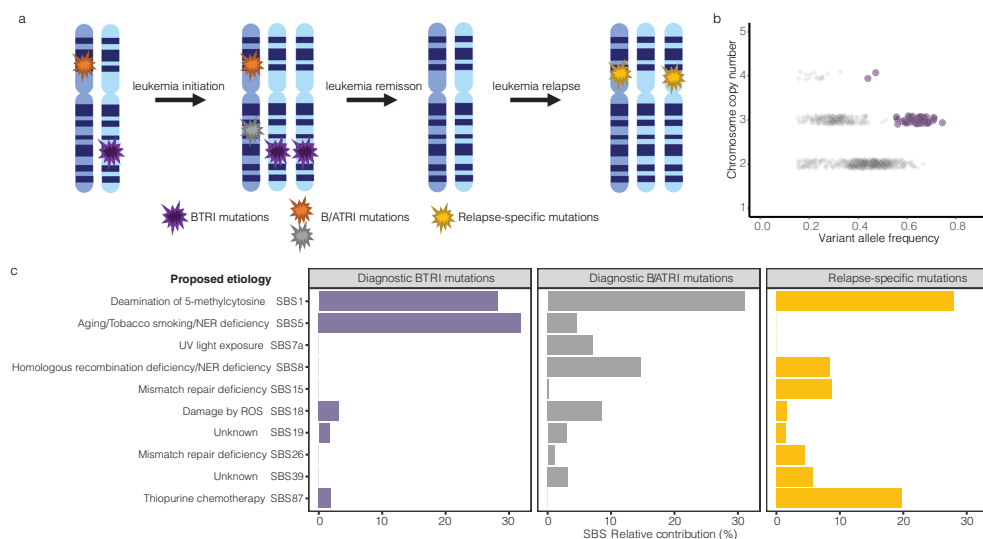 a
leukemia initiation
leukemia remisson
leukemia relapse
BTRI mutations
B/ATRI mutations
Relapse-specific mutations
b
Chromosome copy number
5
4
3
2
1
0.0
0.2
0.4
0.6
0.8
Variant allele frequency
c
Proposed etiology
Diagnostic BTRI mutations
Diagnostic B/ATRI mutations
Relapse-specific mutations
Deamination of 5-methylcytosine SBS1
Aging/Tobacco smoking/NER deficiency SBS5
UV light exposure SBS7a
Homologous recombination deficiency/NER deficiency SBS8
Mismatch repair deficiency SBS15
Damage by ROS SBS18
Unknown SBS19
Mismatch repair deficiency SBS26
Unknown SBS39
Thiopurine chemotherapy SBS87
0 10 20 30
0 10 20 30
0 10 20 30
SBS Relative contribution (%)